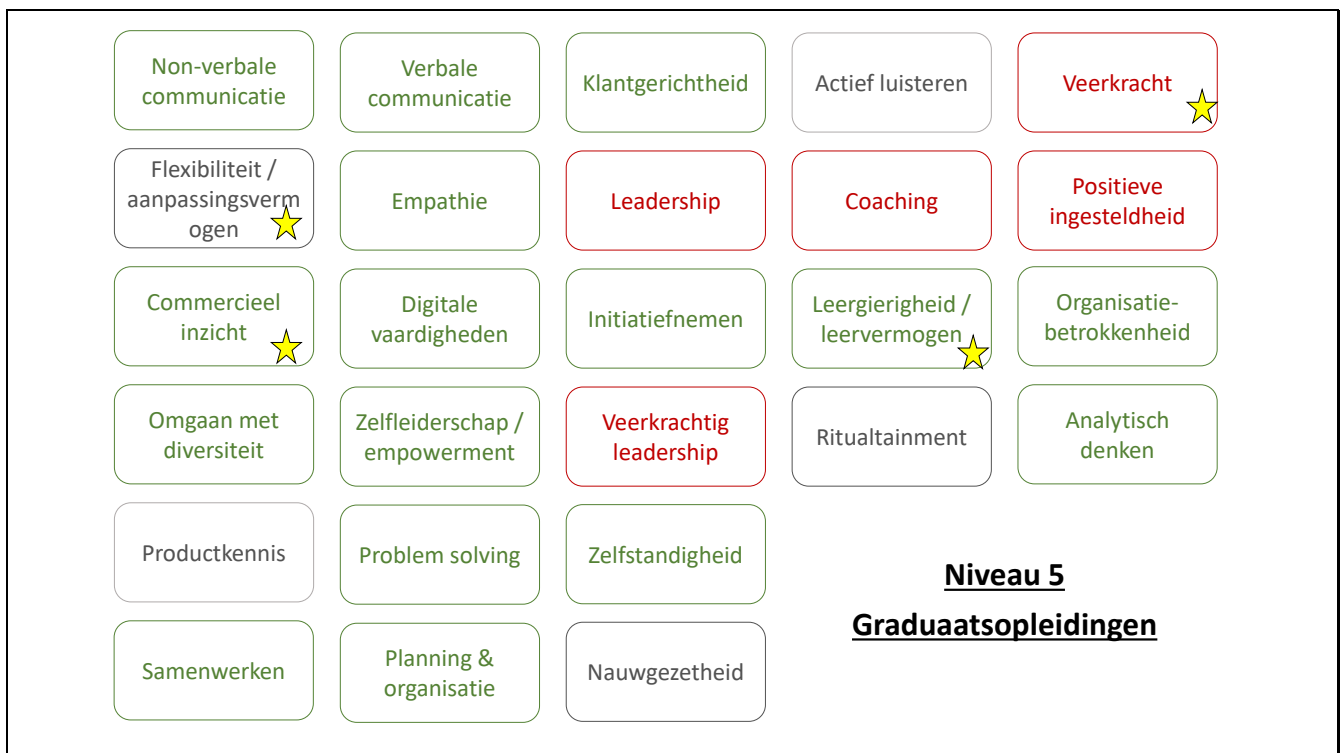 Non-verbale
communicatie
Verbale
communicatie
Klantgerichtheid
Actief luisteren
Veerkracht
Flexibiliteit /
aanpassingsverm
ogen
Empathie
Leadership
Coaching
Positieve
ingesteldheid
Commercieel
inzicht
Digitale
vaardigheden
Initiatiefnemen
Leergierigheid /
leervermogen
Organisatie-
betrokkenheid
Omgaan met
diversiteit
Zelfleiderschap /
empowerment
Veerkrachtig
leadership
Ritualtainment
Analytisch
denken
Productkennis
Problem solving
Zelfstandigheid
Niveau 5
Graduaatsopleidingen
Samenwerken
Planning &
organisatie
Nauwgezetheid